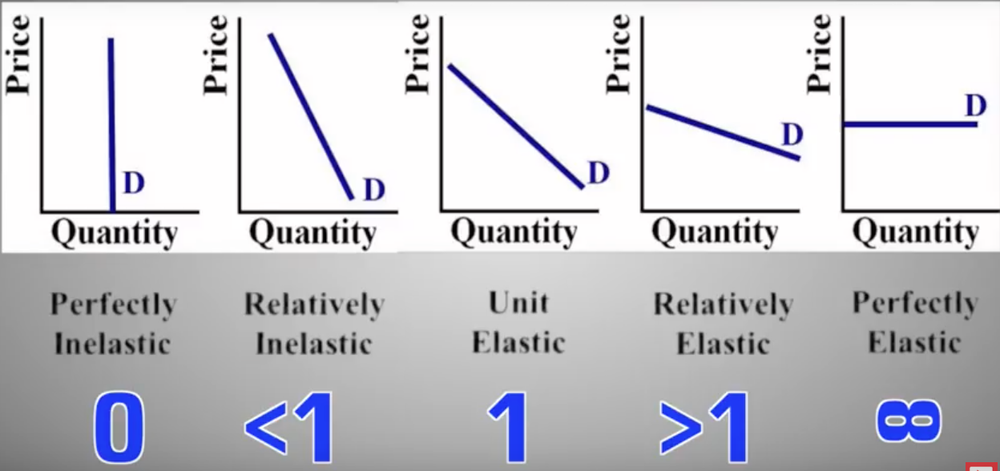 Price
D
Quantity
Price
D
Quantity
Price
D
Quantity
Price
D
Quantity
Price
D
Quantity
Perfectly
Inelastic
Relatively
Inelastic
Unit
Elastic
Relatively
Elastic
Perfectly
Elastic
0
<1
1
>1
∞